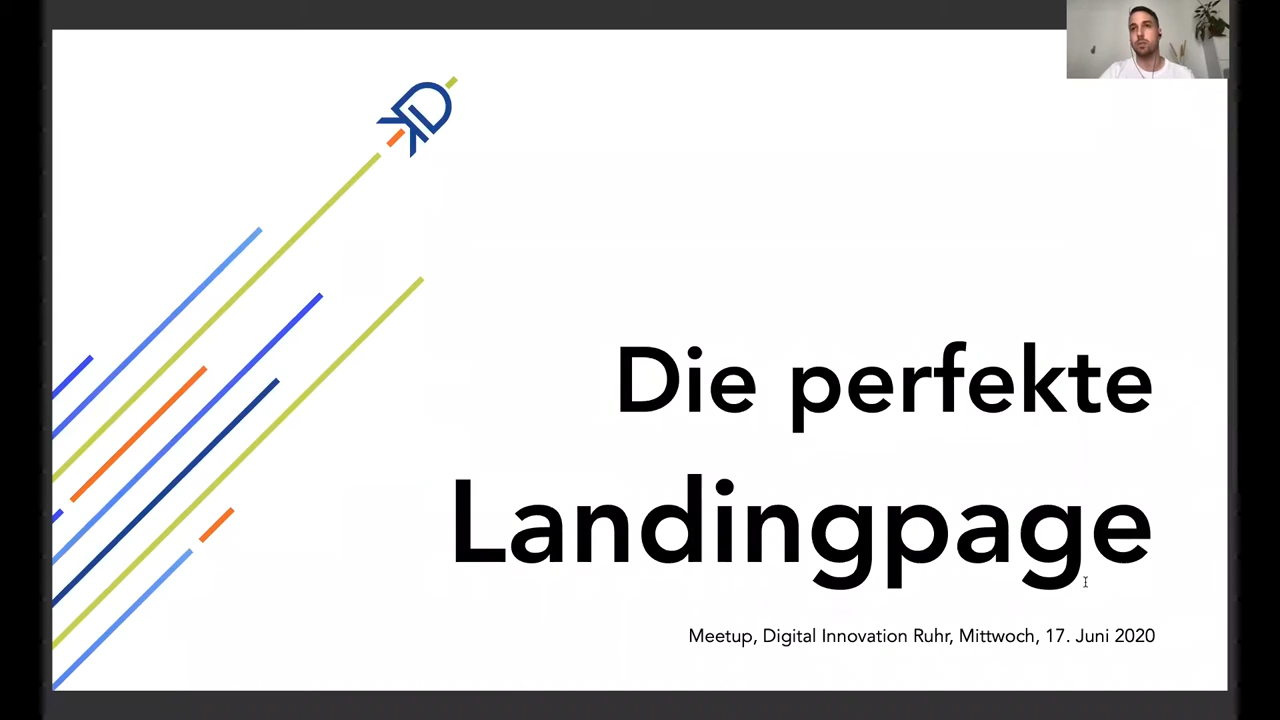 Die perfekte
Landingpage
Meetup, Digital Innovation Ruhr, Mittwoch, 17. Juni 2020